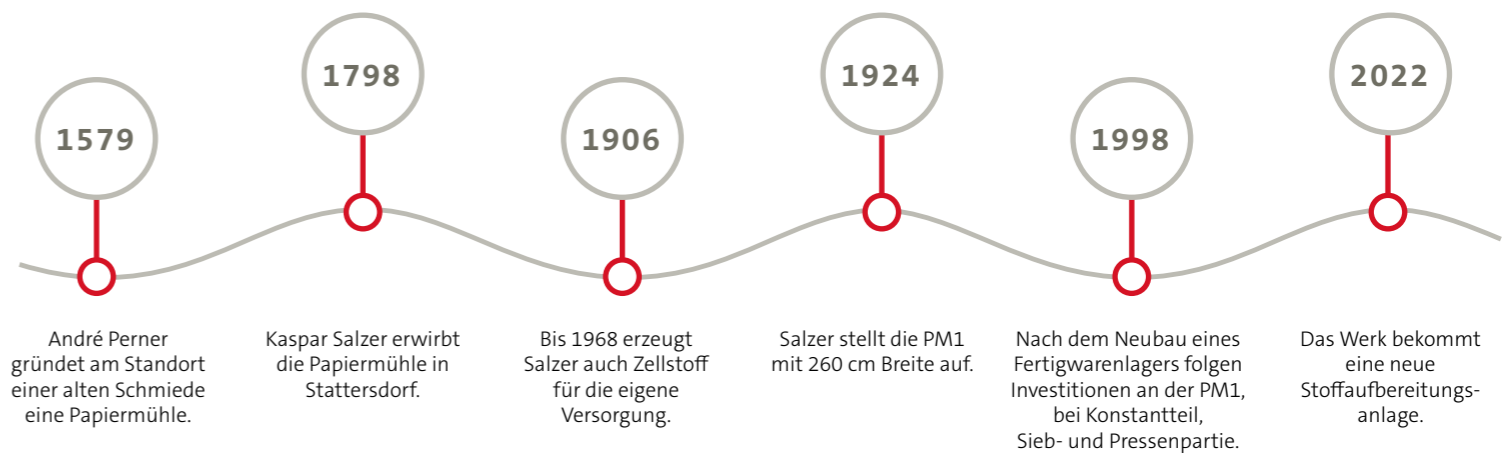 1579
André Perner
gründet am Standort
einer alten Schmiede
eine Papiermühle.
1798
Kaspar Salzer erwirbt
die Papiermühle in
Stattersdorf.
1906
Bis 1968 erzeugt
Salzer auch Zellstoff
für die eigene
Versorgung.
1924
Salzer stellt die PM1
mit 260 cm Breite auf.
1998
Nach dem Neubau eines
Fertigwarenlagers folgen
Investitionen an der PM1,
bei Konstantteil,
Sieb- und Pressenpartie.
2022
Das Werk bekommt
eine neue
Stoffaufbereitungs-
anlage.